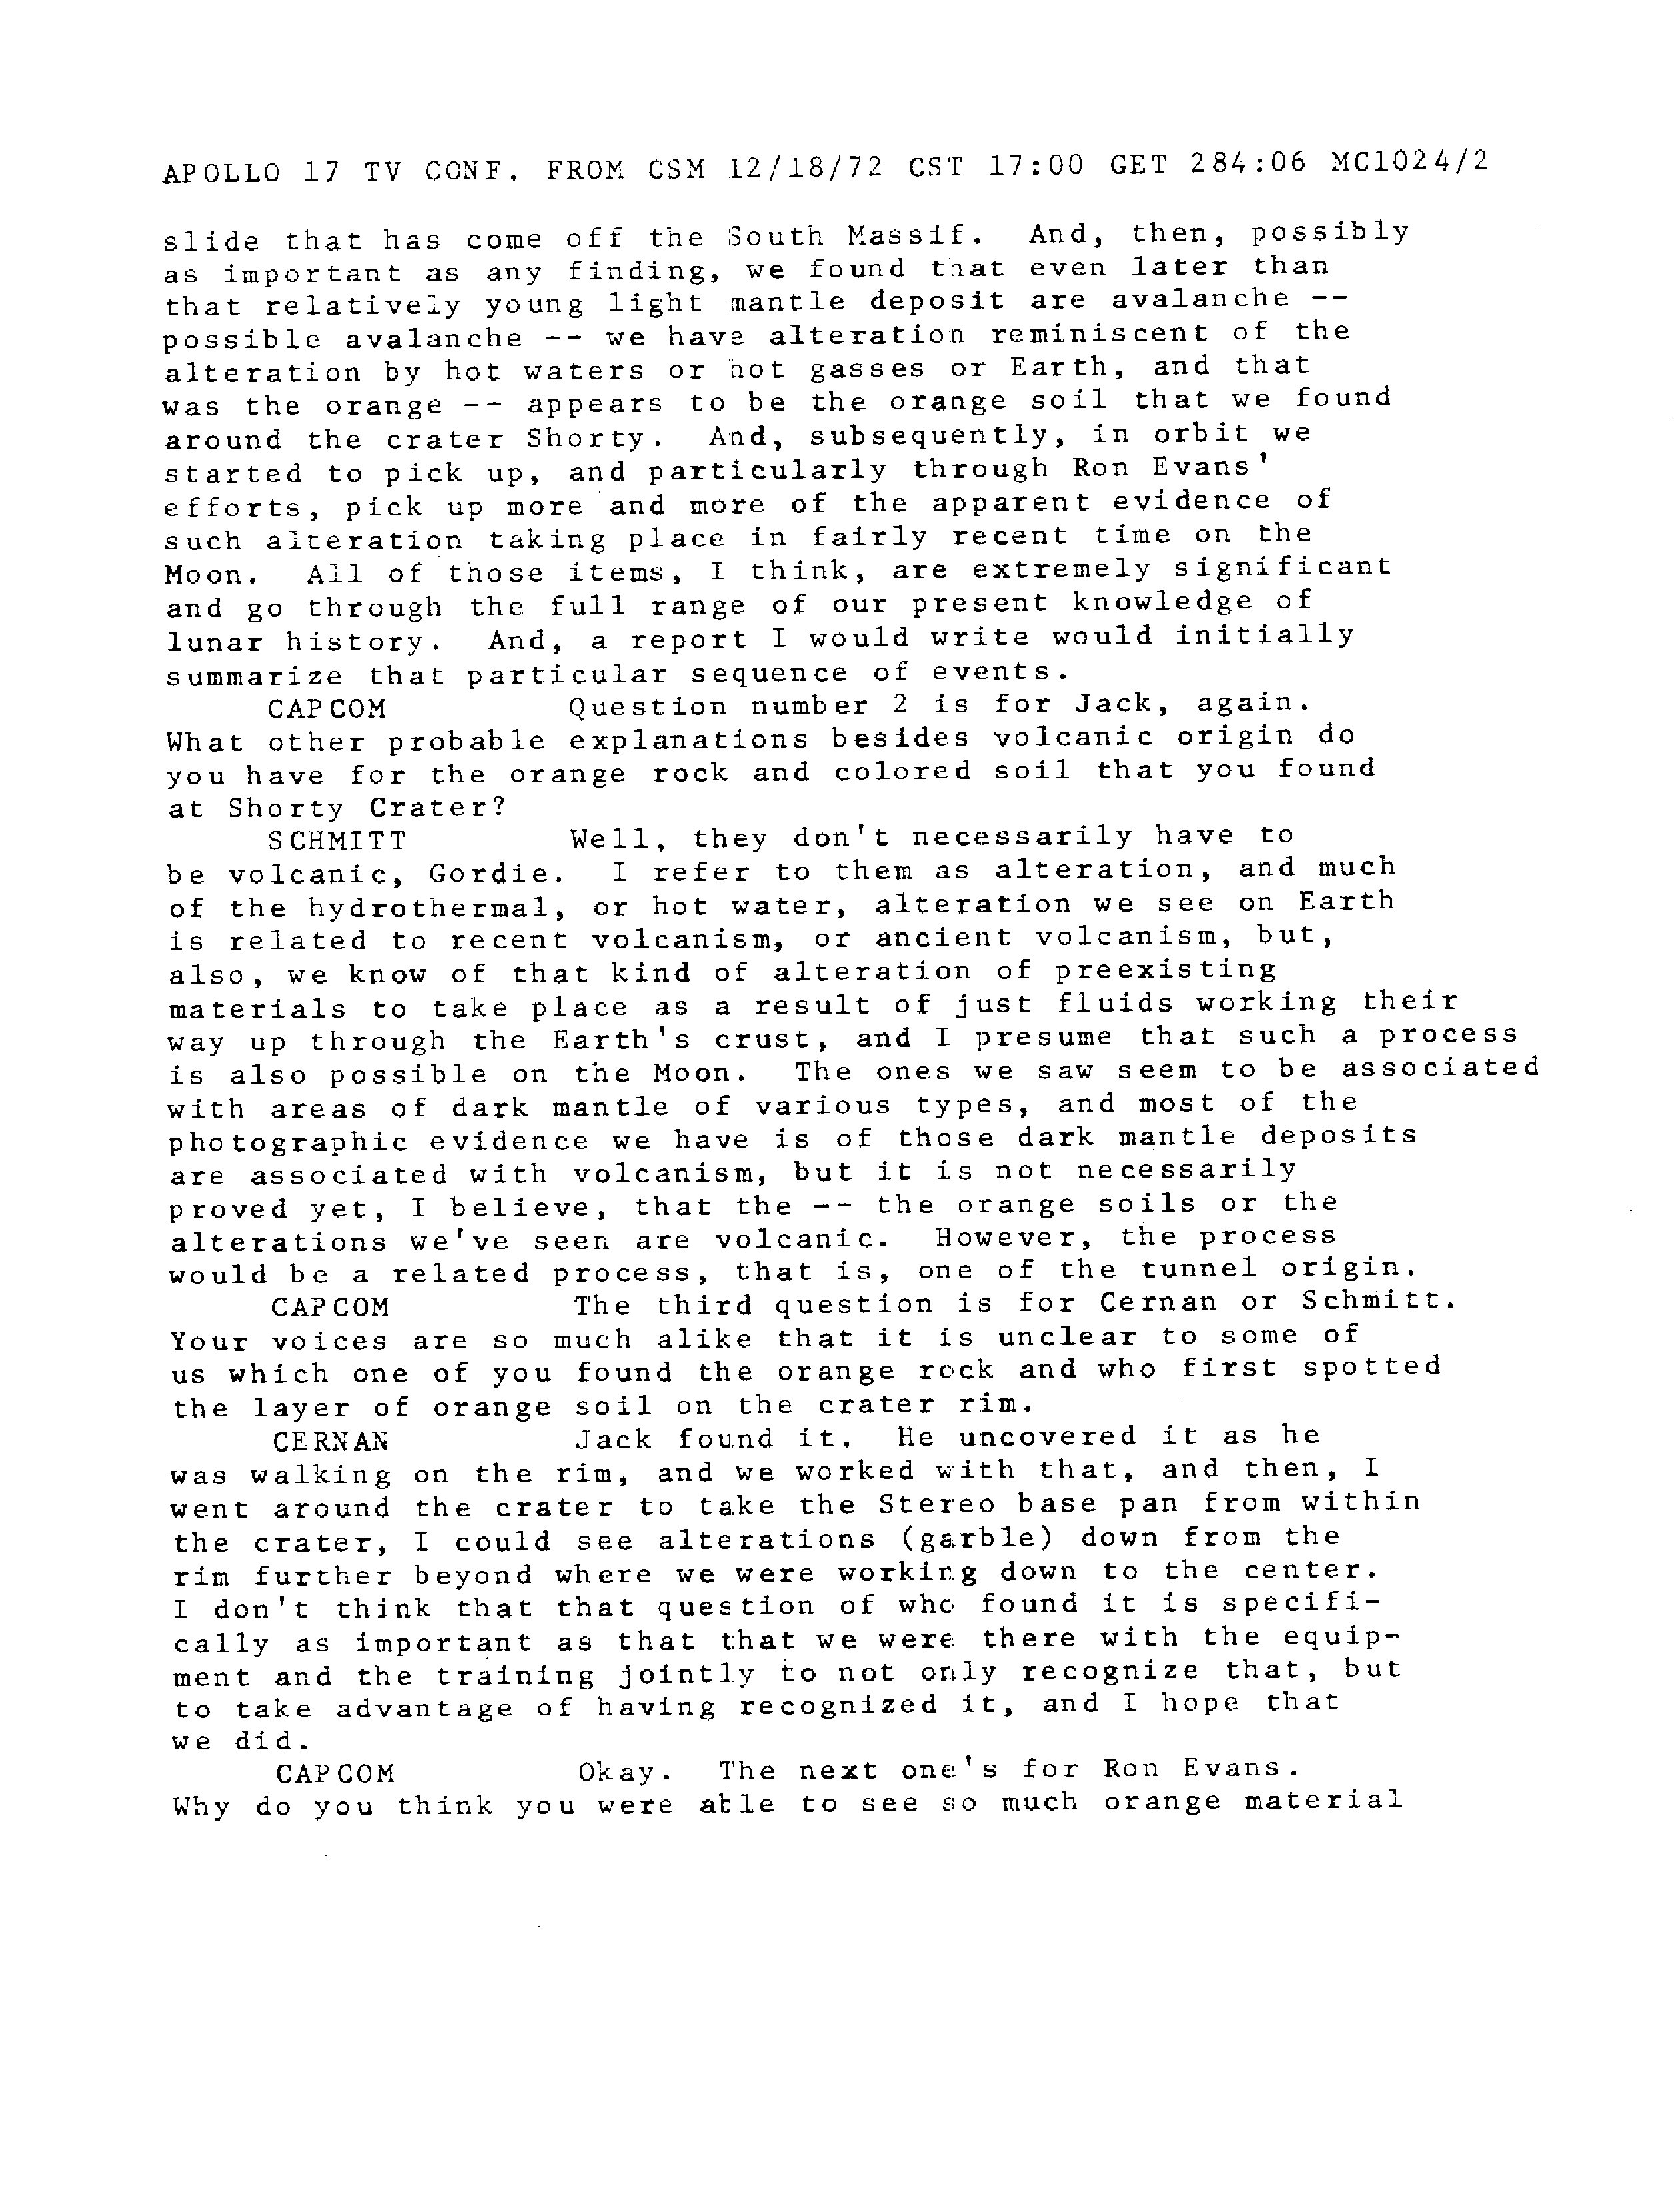 APOLLO 17 TV CONF. FROM CSM 12/18/72 CST 17:00 GET 284:06 MC1024/2
slide that has come off the South Massif. And, then, possibly
as important as any finding, we found that even later than
that relatively young light mantle deposit are avalanche --
possible avalanche -- we have alteration reminiscent of the
alteration by hot waters or hot gasses or Earth, and that
was the orange -- appears to be the orange soil that we found
around the crater Shorty. And, subsequently, in orbit we
started to pick up, and particularly through Ron Evans'
efforts, pick up more and more of the apparent evidence of
such alteration taking place in fairly recent time on the
Moon. All of those items, I think, are extremely significant
and go through the full range of our present knowledge of
lunar history. And, a report I would write would initially
summarize that particular sequence of events.
CAPCOM Question number 2 is for Jack, again.
What other probable explanations besides volcanic origin do
you have for the orange rock and colored soil that you found
at Shorty Crater?
SCHMITT Well, they don't necessarily have to
be volcanic, Gordie. I refer to them as alteration, and much
of the hydrothermal, or hot water, alteration we see on Earth
is related to recent volcanism, or ancient volcanism, but,
also, we know of that kind of alteration of preexisting
materials to take place as a result of just fluids working their
way up through the Earth's crust, and I presume that such a process
is also possible on the Moon. The ones we saw seem to be associated
with areas of dark mantle of various types, and most of the
photographic evidence we have is of those dark mantle deposits
are associated with volcanism, but it is not necessarily
proved yet, I believe, that the -- the orange soils or the
alterations we've seen are volcanic. However, the process
would be a related process, that is, one of the tunnel origin.
CAPCOM The third question is for Cernan or Schmitt.
Your voices are so much alike that it is unclear to some of
us which one of you found the orange rock and who first spotted
the layer of orange soil on the crater rim.
CERNAN Jack found it. He uncovered it as he
was walking on the rim, and we worked with that, and then, I
went around the crater to take the Stereo base pan from within
the crater, I could see alterations (garble) down from the
rim further beyond where we were working down to the center.
I don't think that that question of who found it is specifi-
cally as important as that that we were there with the equip-
ment and the training jointly to not only recognize that, but
to take advantage of having recognized it, and I hope that
we did.
CAPCOM Okay. The next one's for Ron Evans.
Why do you think you were able to see so much orange material